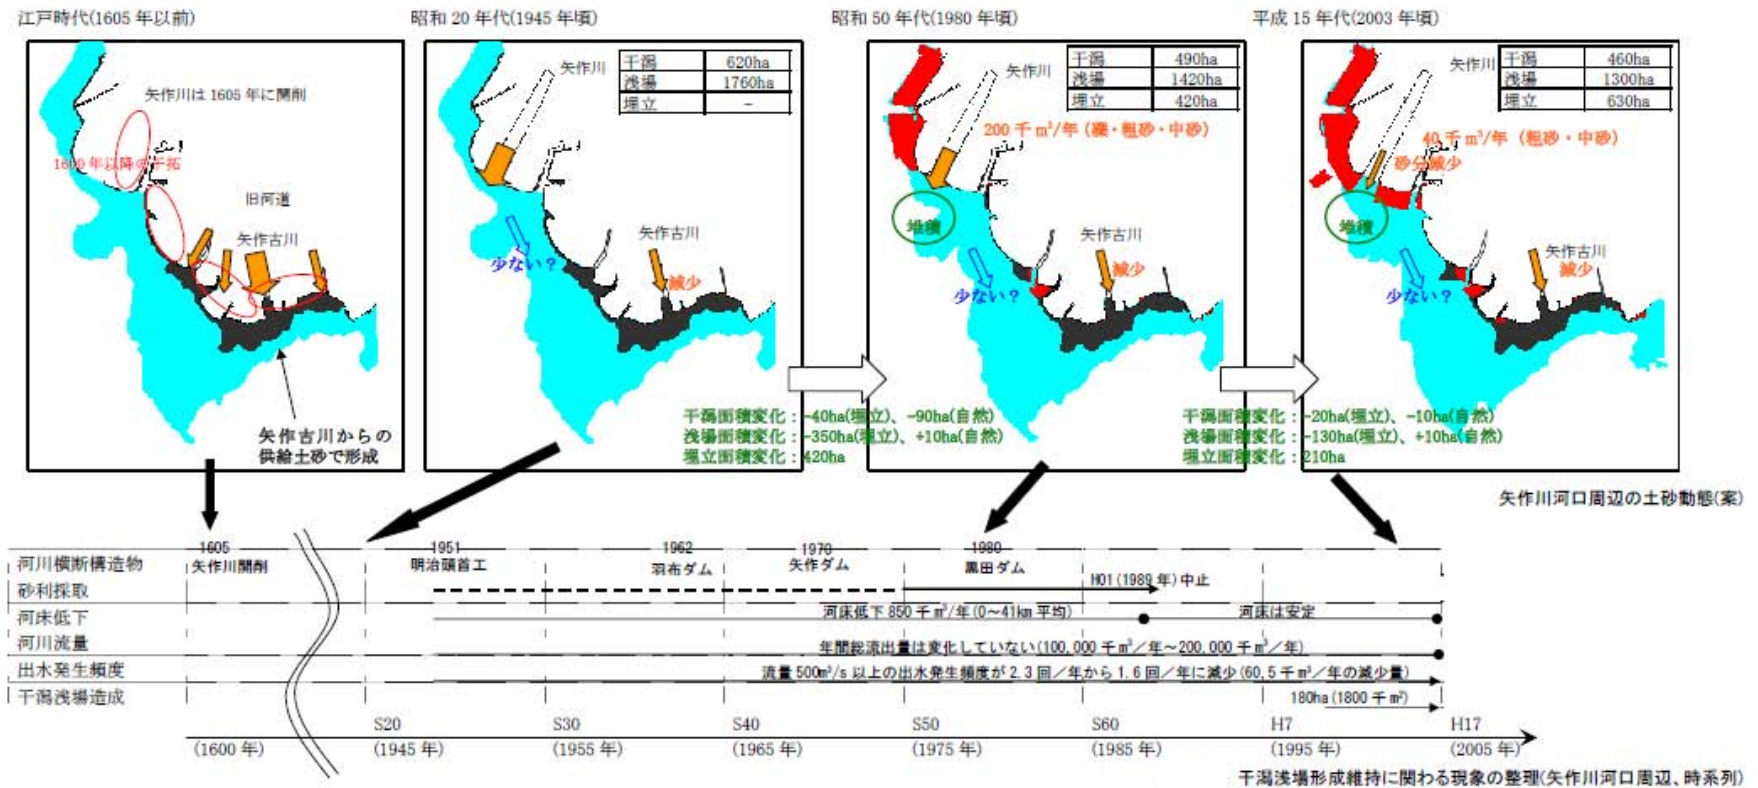 江戸時代(1605年以前)
矢作川は1605年に開削
1600年以降の干拓
旧河道
矢作古川
矢作古川からの
供給土砂で形成
昭和20年代(1945年頃)
干潟 620ha
浅場 1760ha
埋立 －
矢作川
少ない？
矢作古川
減少
昭和50年代(1980年頃)
干潟 490ha
浅場 1420ha
埋立 420ha
矢作川
200千m³/年(礫・粗砂・中砂)
堆積
矢作古川
少ない？
減少
平成15年代(2003年頃)
干潟 460ha
浅場 1300ha
埋立 630ha
矢作川
40千m³/年(粗砂・中砂)
砂分減少
堆積
矢作古川
少ない？
減少
干潟面積変化：-40ha(埋立)、-90ha(自然)
浅場面積変化：-350ha(埋立)、+10ha(自然)
埋立面積変化：420ha
干潟面積変化：-20ha(埋立)、-10ha(自然)
浅場面積変化：-130ha(埋立)、+10ha(自然)
埋立面積変化：210ha
矢作川河口周辺の土砂動態(案)
1605 1951 1962 1970 1980
河川横断構造物 矢作川開削 明治頭首工 羽布ダム 矢作ダム 黒田ダム
砂利採取 H01(1989年)中止
河床低下 河床低下850千m³/年(0～41km平均) 河床は安定
河川流量 年間総流出量は変化していない(100,000千m³/年～200,000千m³/年)
出水発生頻度 流量500m³/s以上の出水発生頻度が2.3回/年から1.6回/年に減少(60,5千m³/年の減少量)
干潟浅場造成 180ha(1800千m²)
S20 S30 S40 S50 S60 H7 H17
(1600年) (1945年) (1955年) (1965年) (1975年) (1985年) (1995年) (2005年)
干潟浅場形成維持に関わる現象の整理(矢作川河口周辺、時系列)